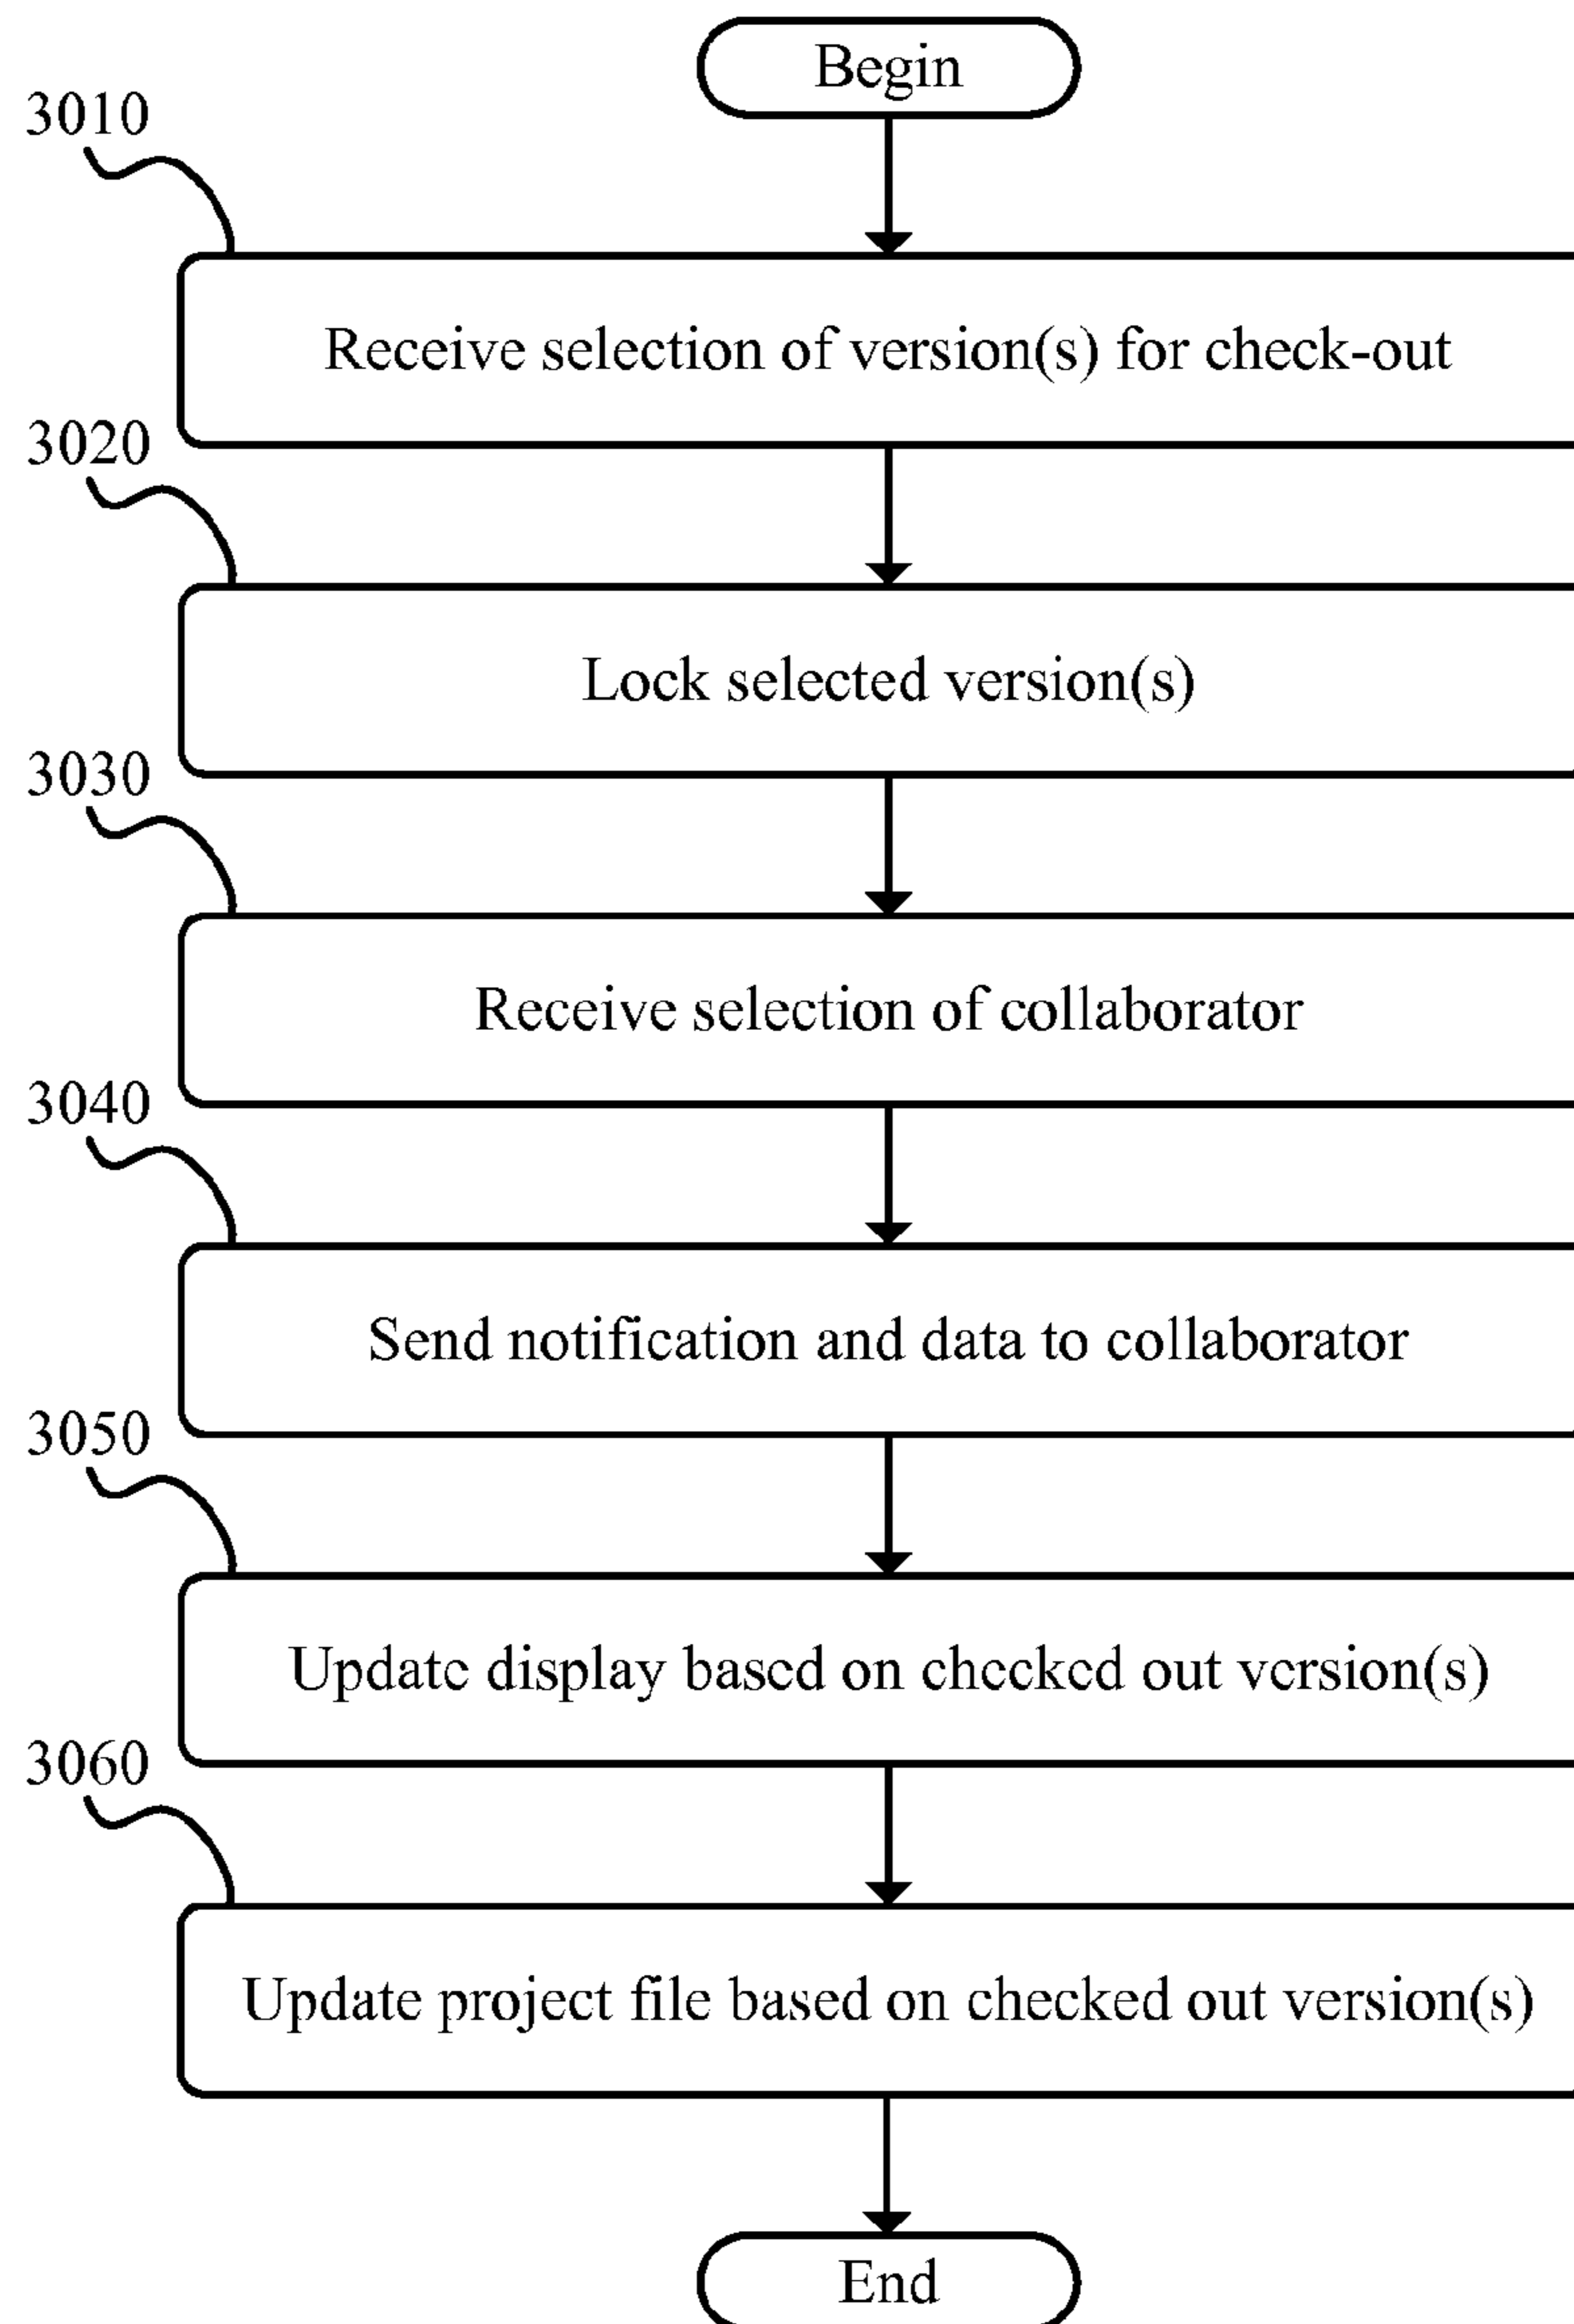 Begin
3010
Receive selection of version(s) for check-out
3020
Lock selected version(s)
3030
Receive selection of collaborator
3040
Send notification and data to collaborator
3050
Update display based on checked out version(s)
3060
Update project file based on checked out version(s)
End